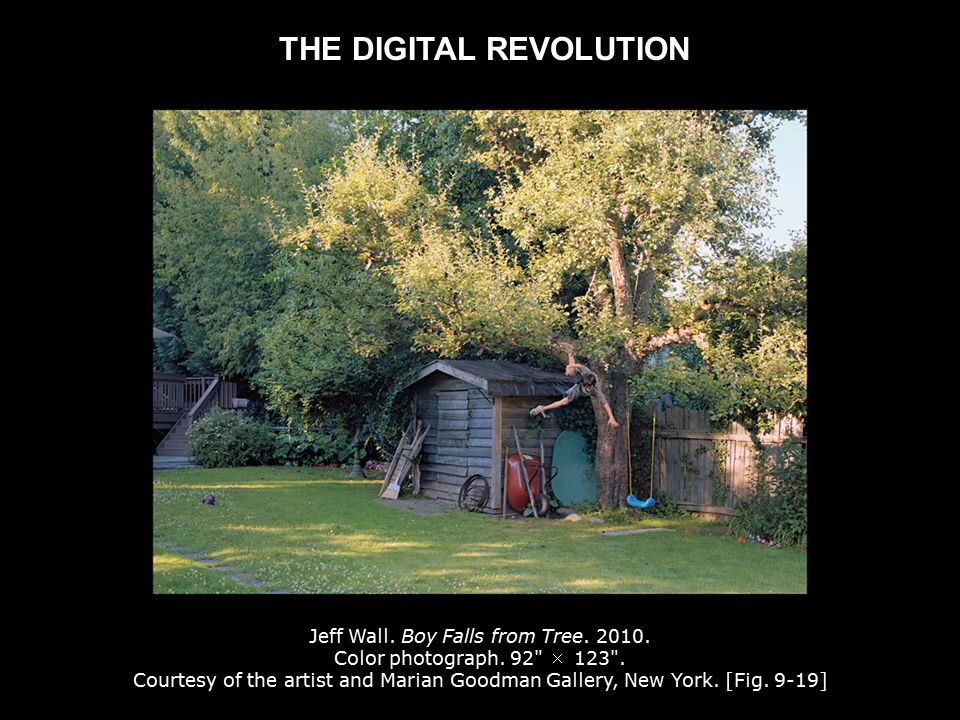 THE DIGITAL REVOLUTION
Jeff Wall. Boy Falls from Tree. 2010.
Color photograph. 92" × 123".
Courtesy of the artist and Marian Goodman Gallery, New York. [Fig. 9-19]